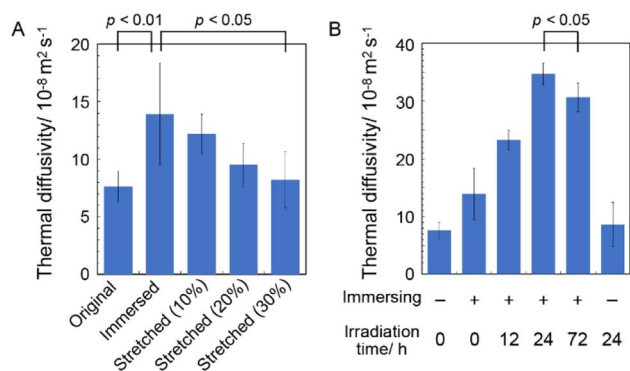 A
p < 0.01
p < 0.05
Thermal diffusivity/ 10⁻⁸ m² s⁻¹
20
15
10
5
0
Original
Immersed
Stretched (10%)
Stretched (20%)
Stretched (30%)
B
p < 0.05
Thermal diffusivity/ 10⁻⁸ m² s⁻¹
40
30
20
10
0
Immersing − + + + + −
Irradiation
time/ h 0 0 12 24 72 24